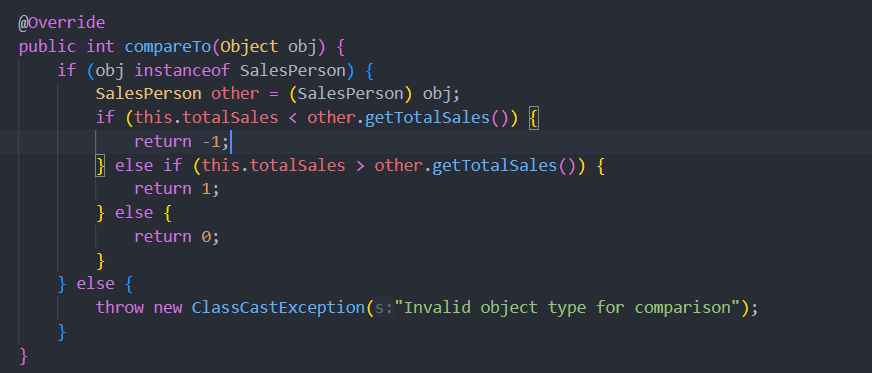 @Override
public int compareTo(Object obj) {
    if (obj instanceof SalesPerson) {
        SalesPerson other = (SalesPerson) obj;
        if (this.totalSales < other.getTotalSales()) {
            return -1;
        } else if (this.totalSales > other.getTotalSales()) {
            return 1;
        } else {
            return 0;
        }
    } else {
        throw new ClassCastException(s:"Invalid object type for comparison");
    }
}